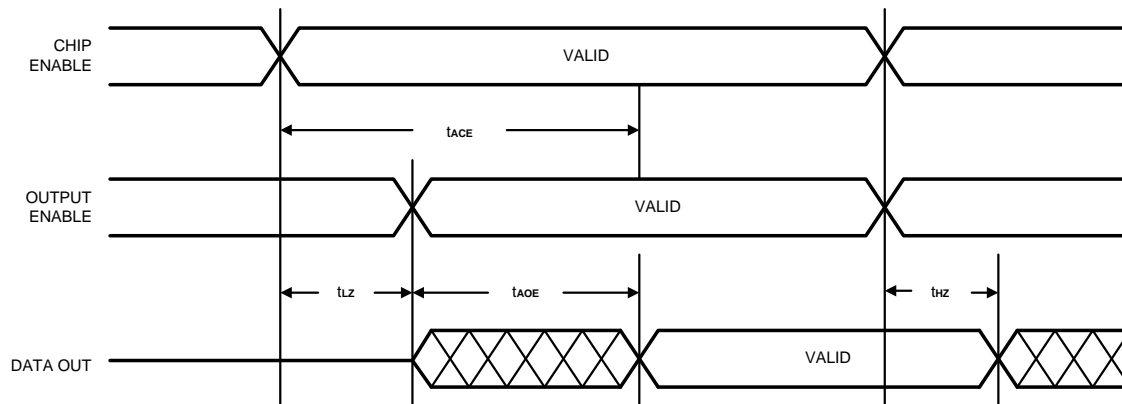 CHIP
ENABLE
VALID
tACE
OUTPUT
ENABLE
VALID
tLZ
tAOE
tHZ
DATA OUT
VALID